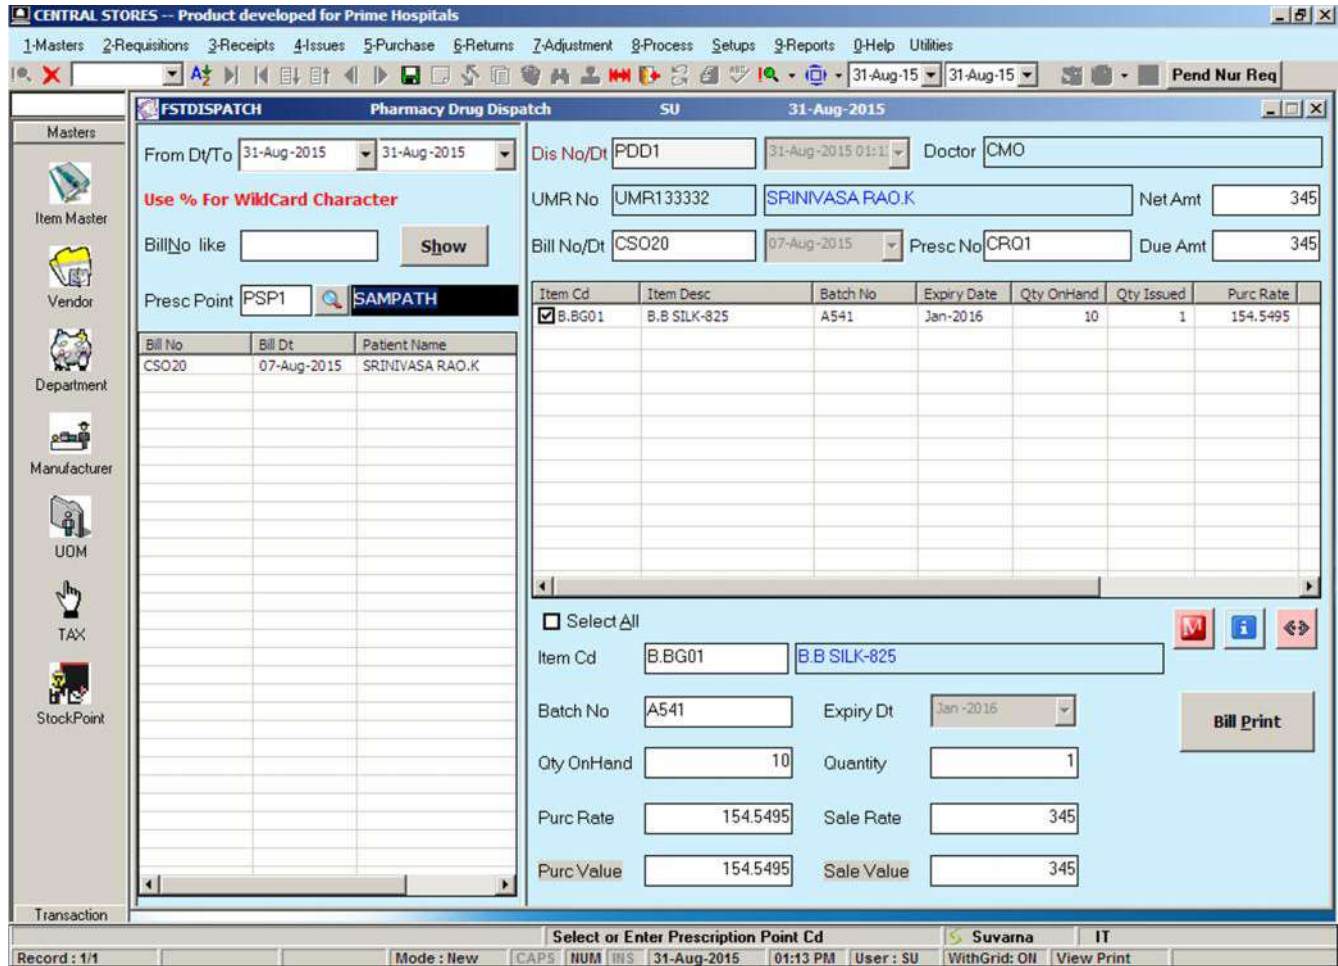 CENTRAL STORES -- Product developed for Prime Hospitals
1-Masters 2-Requisitions 3-Receipts 4-Issues 5-Purchase 6-Returns 7-Adjustment 8-Process Setups 9-Reports 0-Help Utilities
31-Aug-15 31-Aug-15 Pend Nur Req
FSTDISPATCH Pharmacy Drug Dispatch SU 31-Aug-2015
Masters
Item Master
Vendor
Department
Manufacturer
UOM
TAX
StockPoint
Transaction
From Dt/To 31-Aug-2015 31-Aug-2015
Use % For WildCard Character
BillNo like Show
Presc Point PSP1 SAMPATH
Bill No Bill Dt Patient Name
CSO20 07-Aug-2015 SRINIVASA RAO.K
Dis No/Dt PDD1 31-Aug-2015 01:1 Doctor CMO
UMR No UMR133332 SRINIVASA RAO.K Net Amt 345
Bill No/Dt CSO20 07-Aug-2015 Presc No CRQ1 Due Amt 345
Item Cd Item Desc Batch No Expiry Date Qty OnHand Qty Issued Purc Rate
B.BG01 B.B SILK-825 A541 Jan-2016 10 1 154.5495
Select All
M i
Item Cd B.BG01 B.B SILK-825
Batch No A541 Expiry Dt Jan -2016
Bill Print
Qty OnHand 10 Quantity 1
Purc Rate 154.5495 Sale Rate 345
Purc Value 154.5495 Sale Value 345
Select or Enter Prescription Point Cd Suvarna IT
Record : 1/1 Mode : New CAPS NUM INS 31-Aug-2015 01:13 PM User : SU WithGrid: ON View Print